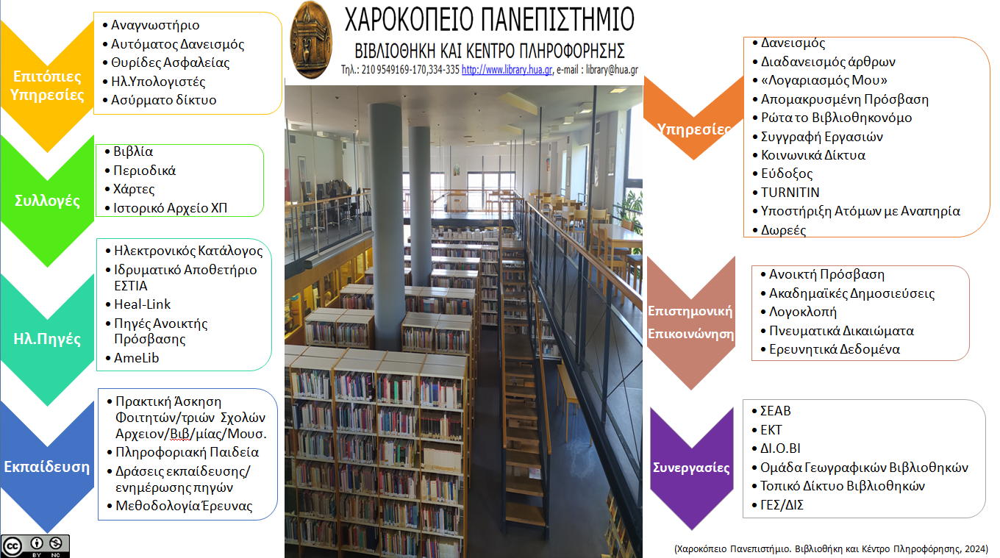 ΧΑΡΟΚΟΠΕΙΟ ΠΑΝΕΠΙΣΤΗΜΙΟ
ΒΙΒΛΙΟΘΗΚΗ ΚΑΙ ΚΕΝΤΡΟ ΠΛΗΡΟΦΟΡΗΣΗΣ
Τηλ.: 210 9549169-170,334-335 http://www.library.hua.gr, e-mail : library@hua.gr
Επιτόπιες
Υπηρεσίες
• Αναγνωστήριο
• Αυτόματος Δανεισμός
• Θυρίδες Ασφαλείας
• Ηλ.Υπολογιστές
• Ασύρματο δίκτυο
Συλλογές
• Βιβλία
• Περιοδικά
• Χάρτες
• Ιστορικό Αρχείο ΧΠ
Ηλ.Πηγές
• Ηλεκτρονικός Κατάλογος
• Ιδρυματικό Αποθετήριο
ΕΣΤΙΑ
• Heal-Link
• Πηγές Ανοικτής
Πρόσβασης
• AmeLib
Εκπαίδευση
• Πρακτική Άσκηση
Φοιτητών/τριών Σχολών
Αρχειον/Βιβ/μίας/Μουσ.
• Πληροφοριακή Παιδεία
• Δράσεις εκπαίδευσης/
ενημέρωσης πηγών
• Μεθοδολογία Έρευνας
cc BY NC
Υπηρεσίες
• Δανεισμός
• Διαδανεισμός άρθρων
• «Λογαριασμός Μου»
• Απομακρυσμένη Πρόσβαση
• Ρώτα το Βιβλιοθηκονόμο
• Συγγραφή Εργασιών
• Κοινωνικά Δίκτυα
• Εύδοξος
• TURNITIN
• Υποστήριξη Ατόμων με Αναπηρία
• Δωρεές
Επιστημονική
Επικοινώνηση
• Ανοικτή Πρόσβαση
• Ακαδημαϊκές Δημοσιεύσεις
• Λογοκλοπή
• Πνευματικά Δικαιώματα
• Ερευνητικά Δεδομένα
Συνεργασίες
• ΣΕΑΒ
• ΕΚΤ
• ΔΙ.Ο.ΒΙ
• Ομάδα Γεωγραφικών Βιβλιοθηκών
• Τοπικό Δίκτυο Βιβλιοθηκών
• ΓΕΣ/ΔΙΣ
(Χαροκόπειο Πανεπιστήμιο. Βιβλιοθήκη και Κέντρο Πληροφόρησης, 2024)